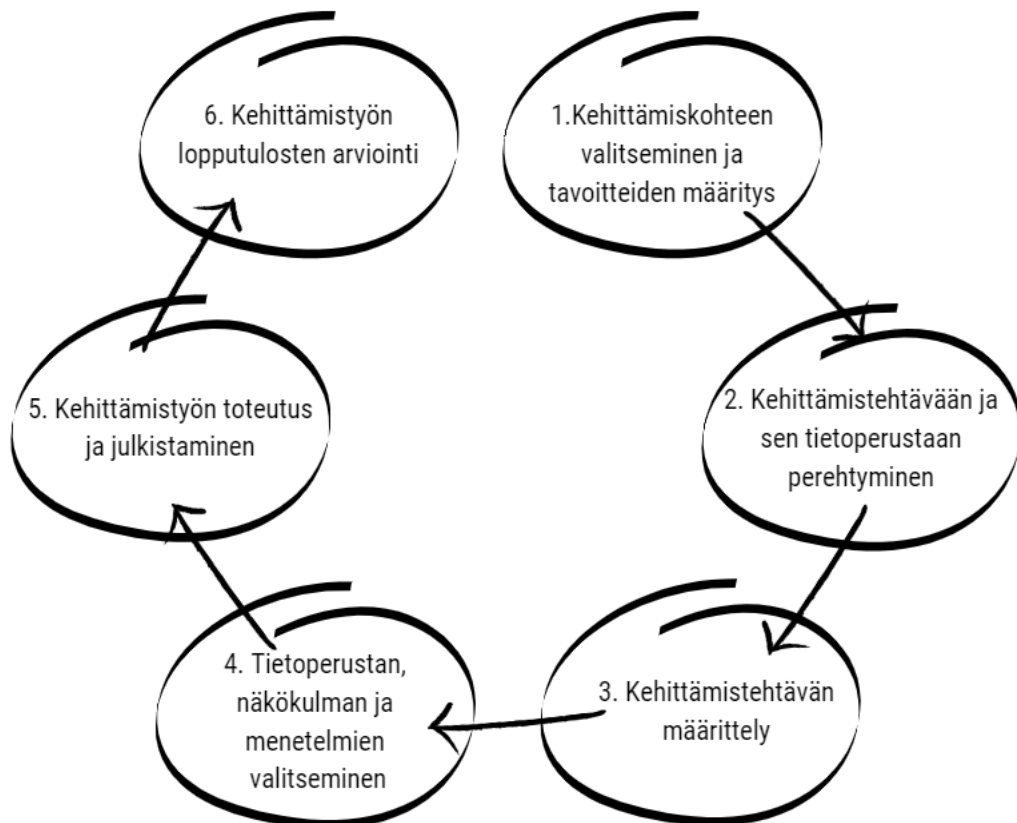 1.Kehittämiskohteen
valitseminen ja
tavoitteiden määritys
2. Kehittämistehtävään ja
sen tietoperustaan
perehtyminen
3. Kehittämistehtävän
määrittely
4. Tietoperustan,
näkökulman ja
menetelmien
valitseminen
5. Kehittämistyön toteutus
ja julkistaminen
6. Kehittämistyön
lopputulosten arviointi